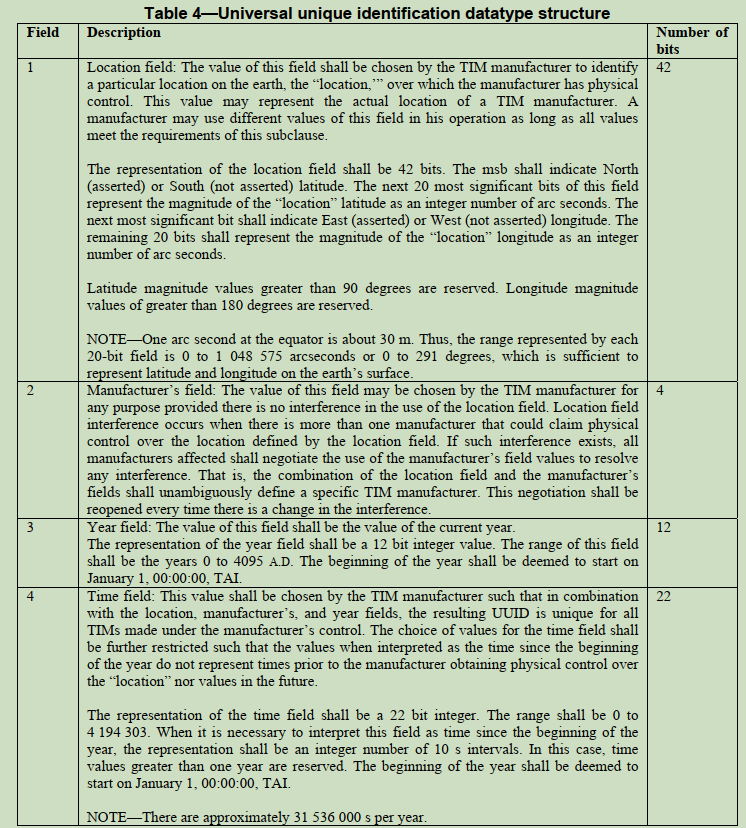 Table 4—Universal unique identification datatype structure
Field Description Number of
bits
1 Location field: The value of this field shall be chosen by the TIM manufacturer to identify 42
a particular location on the earth, the “location,’” over which the manufacturer has physical
control. This value may represent the actual location of a TIM manufacturer. A
manufacturer may use different values of this field in his operation as long as all values
meet the requirements of this subclause.
The representation of the location field shall be 42 bits. The msb shall indicate North
(asserted) or South (not asserted) latitude. The next 20 most significant bits of this field
represent the magnitude of the “location” latitude as an integer number of arc seconds. The
next most significant bit shall indicate East (asserted) or West (not asserted) longitude. The
remaining 20 bits shall represent the magnitude of the “location” longitude as an integer
number of arc seconds.
Latitude magnitude values greater than 90 degrees are reserved. Longitude magnitude
values of greater than 180 degrees are reserved.
NOTE—One arc second at the equator is about 30 m. Thus, the range represented by each
20-bit field is 0 to 1 048 575 arcseconds or 0 to 291 degrees, which is sufficient to
represent latitude and longitude on the earth’s surface.
2 Manufacturer’s field: The value of this field may be chosen by the TIM manufacturer for 4
any purpose provided there is no interference in the use of the location field. Location field
interference occurs when there is more than one manufacturer that could claim physical
control over the location defined by the location field. If such interference exists, all
manufacturers affected shall negotiate the use of the manufacturer’s field values to resolve
any interference. That is, the combination of the location field and the manufacturer’s
fields shall unambiguously define a specific TIM manufacturer. This negotiation shall be
reopened every time there is a change in the interference.
3 Year field: The value of this field shall be the value of the current year. 12
The representation of the year field shall be a 12 bit integer value. The range of this field
shall be the years 0 to 4095 A.D. The beginning of the year shall be deemed to start on
January 1, 00:00:00, TAI.
4 Time field: This value shall be chosen by the TIM manufacturer such that in combination 22
with the location, manufacturer’s, and year fields, the resulting UUID is unique for all
TIMs made under the manufacturer’s control. The choice of values for the time field shall
be further restricted such that the values when interpreted as the time since the beginning
of the year do not represent times prior to the manufacturer obtaining physical control over
the “location” nor values in the future.
The representation of the time field shall be a 22 bit integer. The range shall be 0 to
4 194 303. When it is necessary to interpret this field as time since the beginning of the
year, the representation shall be an integer number of 10 s intervals. In this case, time
values greater than one year are reserved. The beginning of the year shall be deemed to
start on January 1, 00:00:00, TAI.
NOTE—There are approximately 31 536 000 s per year.